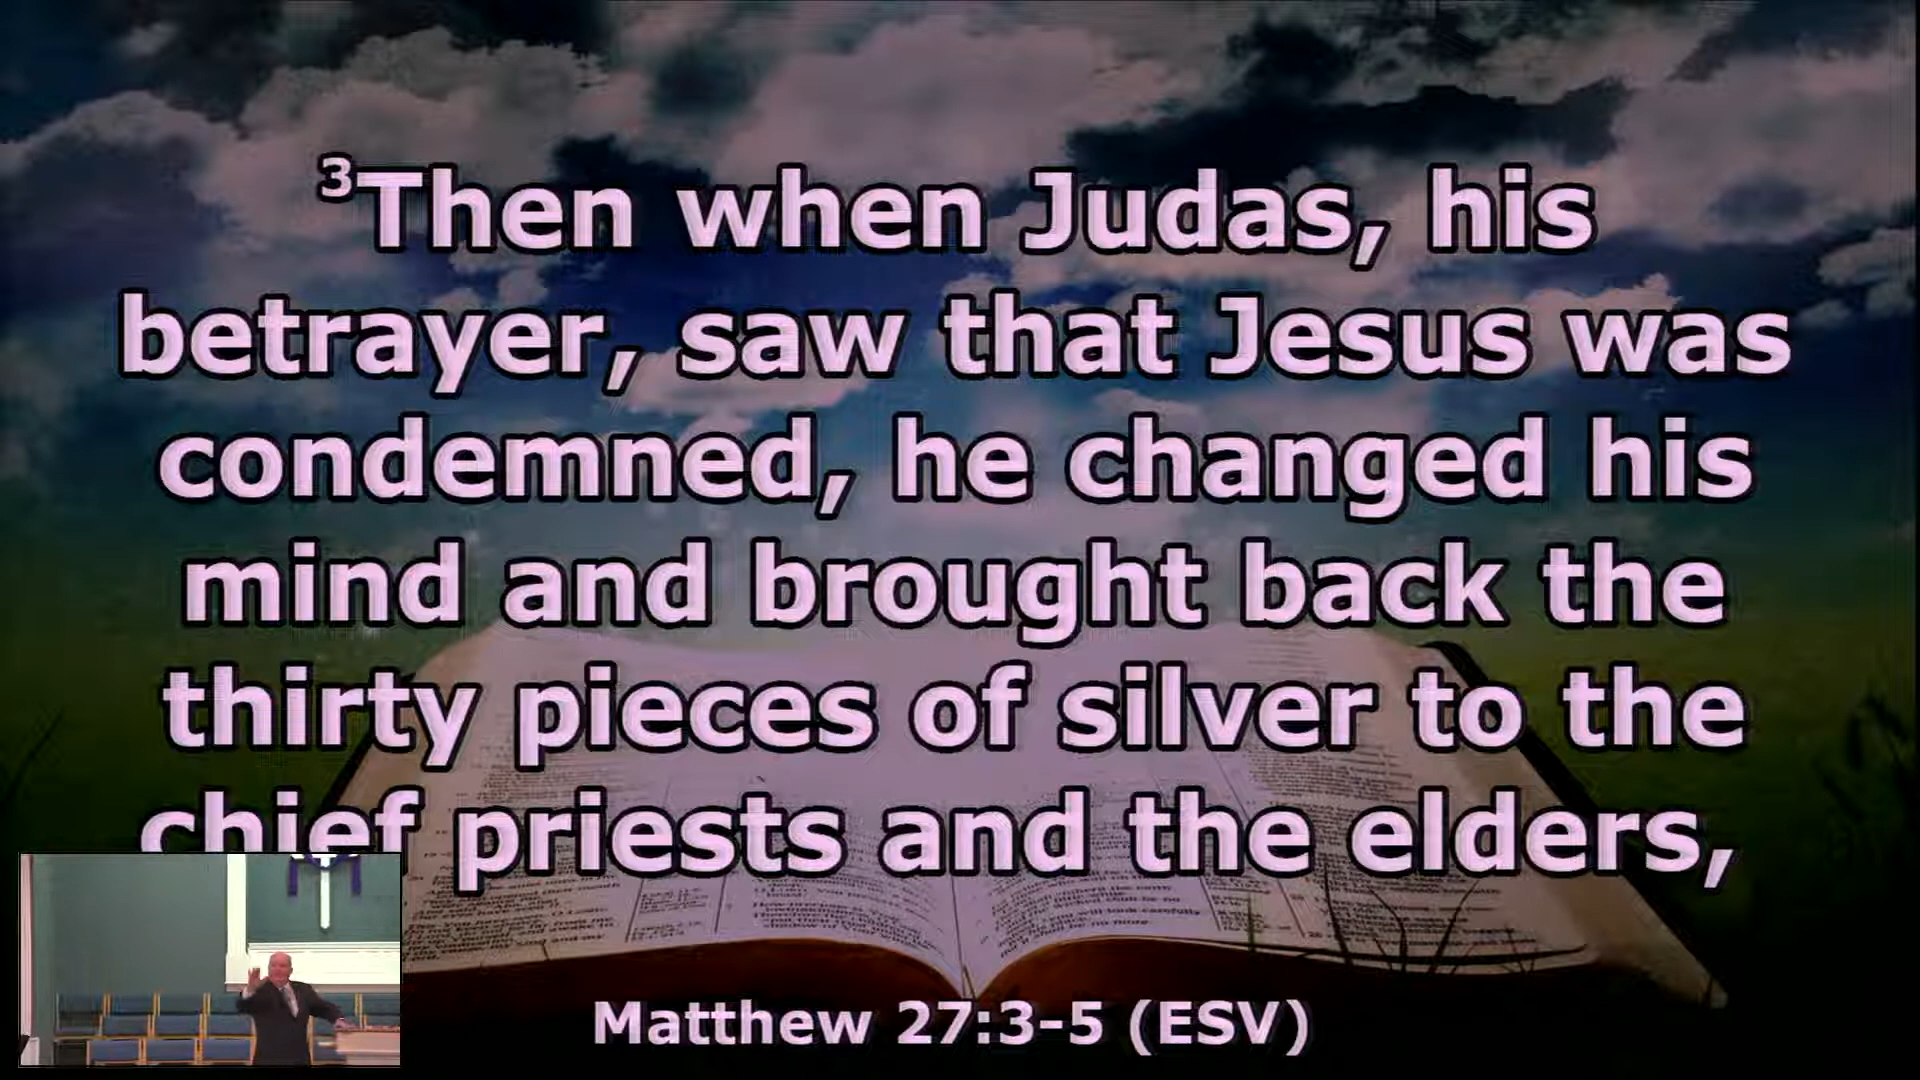 ³Then when Judas, his
betrayer, saw that Jesus was
condemned, he changed his
mind and brought back the
thirty pieces of silver to the
chief priests and the elders,
Matthew 27:3-5 (ESV)